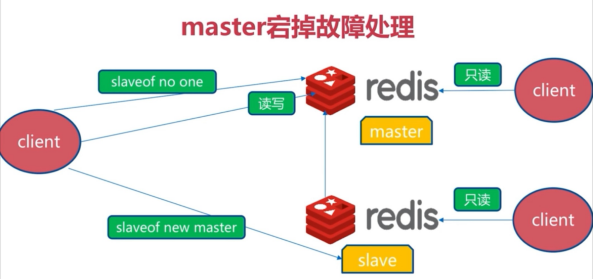 master宕掉故障处理
slaveof no one
只读
redis
client
读写
client
master
只读
redis
client
slaveof new master
slave